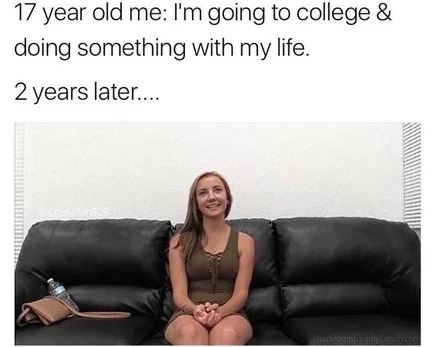 17 year old me: I'm going to college &
doing something with my life.
2 years later....